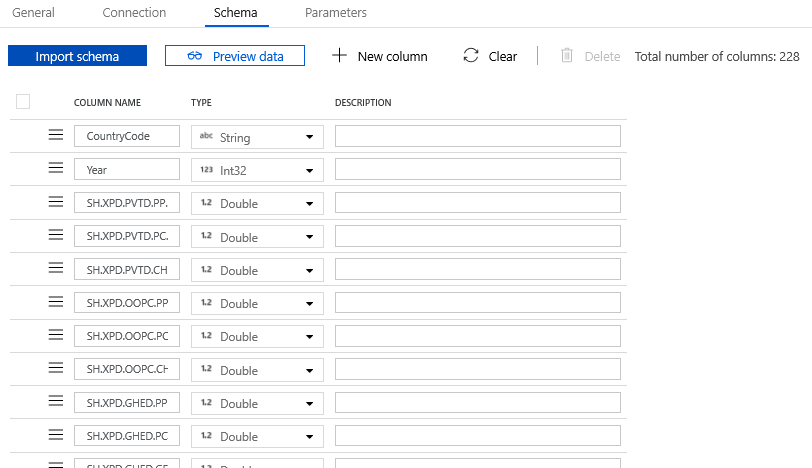 General Connection Schema Parameters
Import schema Preview data New column Clear Delete Total number of columns: 228
COLUMN NAME TYPE DESCRIPTION
CountryCode abc String
Year 123 Int32
SH.XPD.PVTD.PP. 1.2 Double
SH.XPD.PVTD.PC. 1.2 Double
SH.XPD.PVTD.CH 1.2 Double
SH.XPD.OOPC.PP 1.2 Double
SH.XPD.OOPC.PC 1.2 Double
SH.XPD.OOPC.CH 1.2 Double
SH.XPD.GHED.PP 1.2 Double
SH.XPD.GHED.PC 1.2 Double
1.2 Double